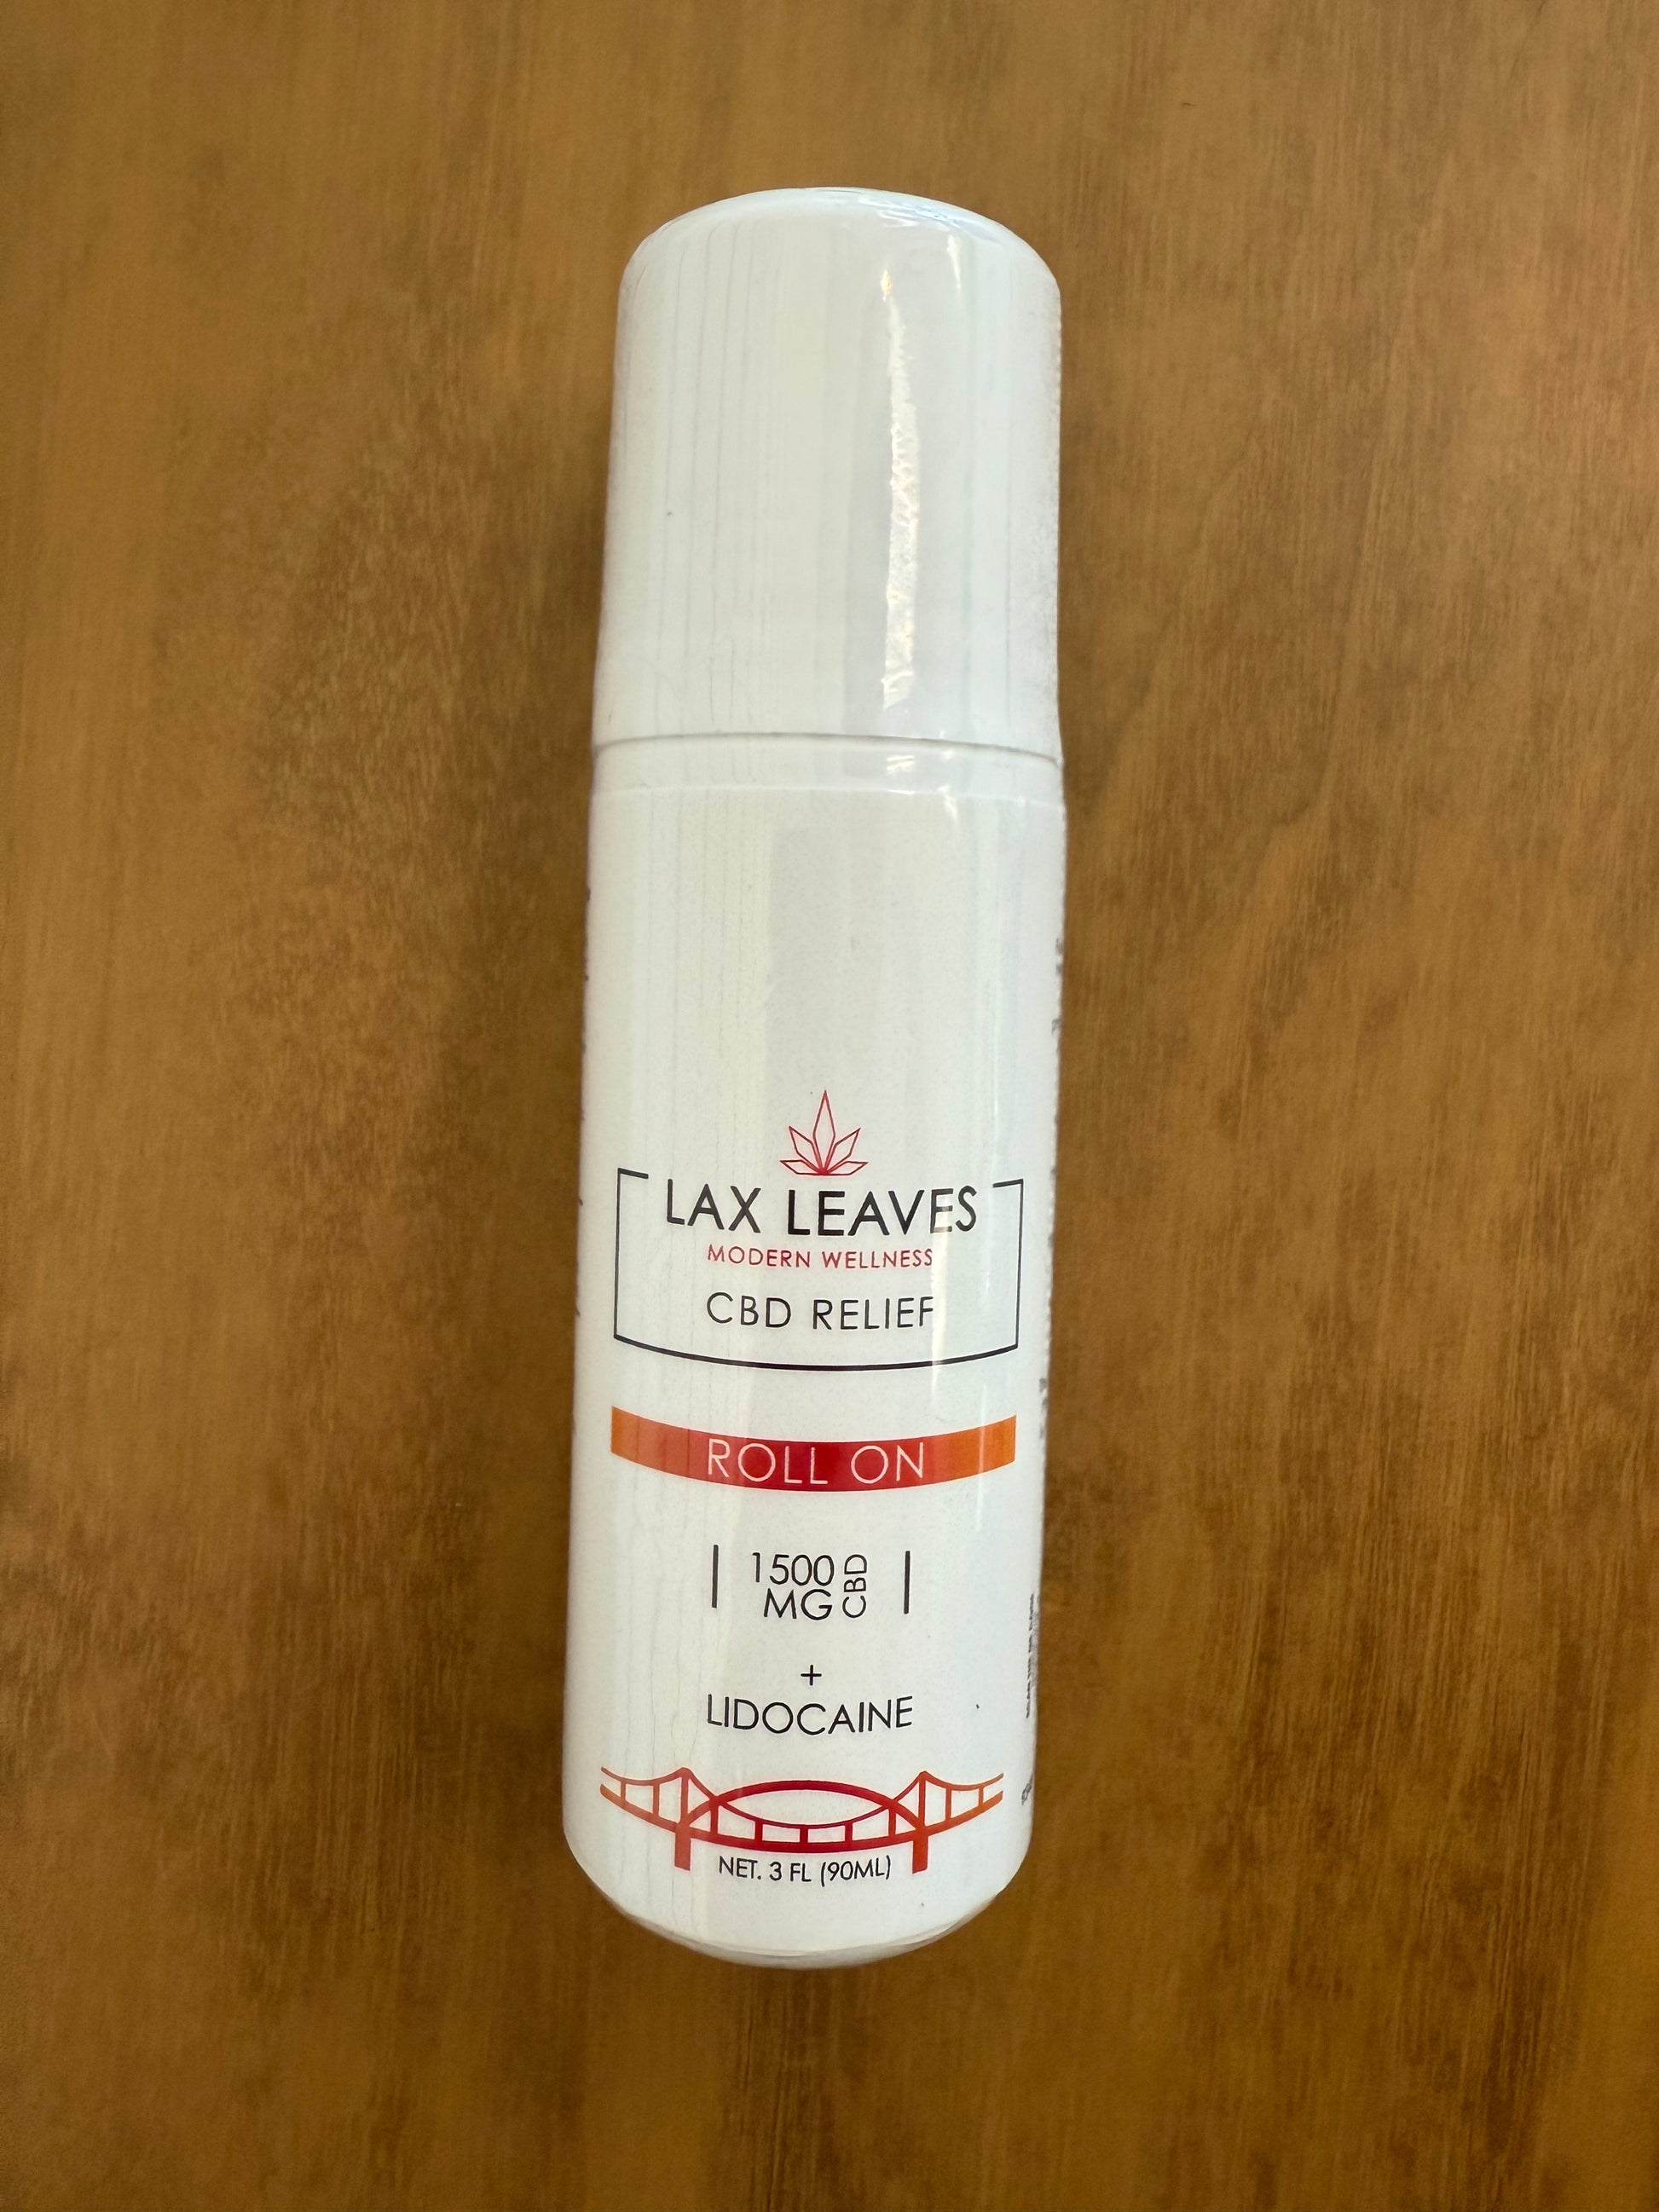 LAX LEAVES
MODERN WELLNESS
CBD RELIEF
ROLL ON
1500 CBD
MG
+
LIDOCAINE
NET. 3 FL (90ML)